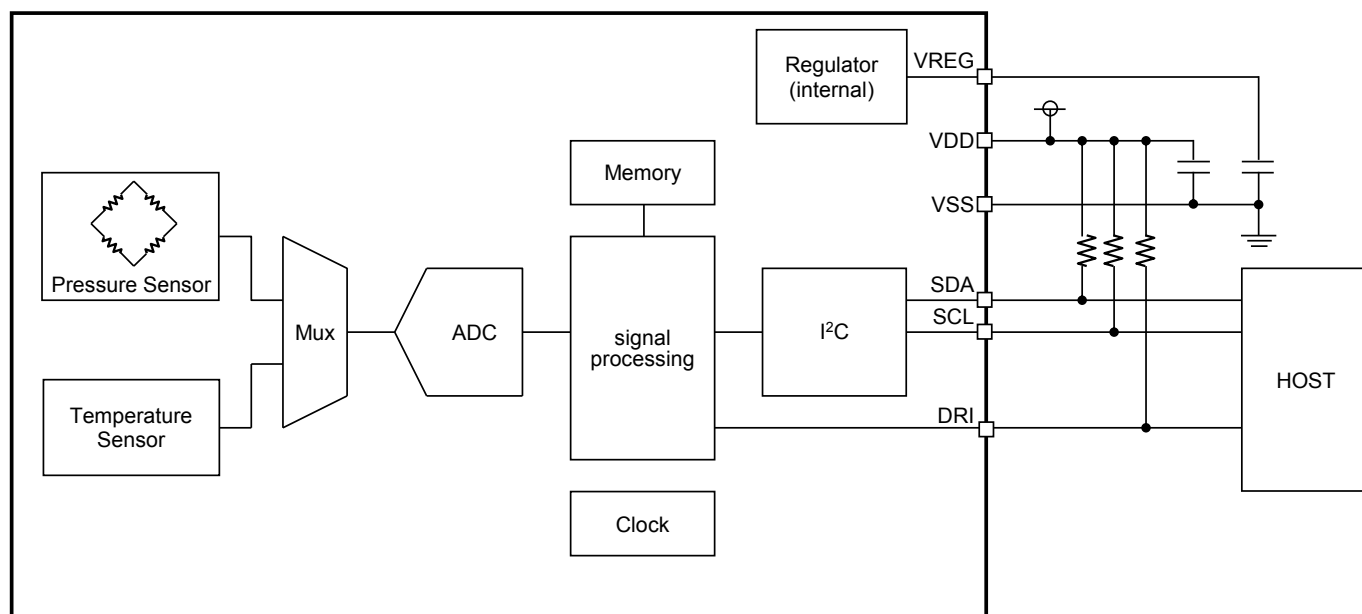 Regulator
(internal)
VREG
VDD
Memory
VSS
Pressure Sensor
SDA
SCL
Mux
ADC
signal
processing
I²C
HOST
Temperature
Sensor
DRI
Clock